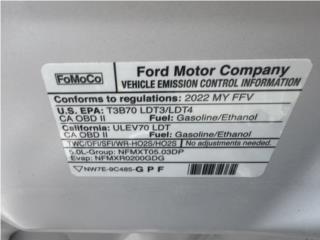 FoMoCo
Ford Motor Company
VEHICLE EMISSION CONTROL INFORMATION
Conforms to regulations: 2022 MY FFV
U.S. EPA: T3B70 LDT3/LDT4
CA OBD II Fuel: Gasoline/Ethanol
California: ULEV70 LDT
CA OBD II Fuel: Gasoline/Ethanol
TWC/DFI/SFI/WR-HO2S/HO2S No adjustments needed.
5.0L-Group: NFMXT05.03DP
Evap: NFMXR0200GDG
NW7E-9C485-GPF